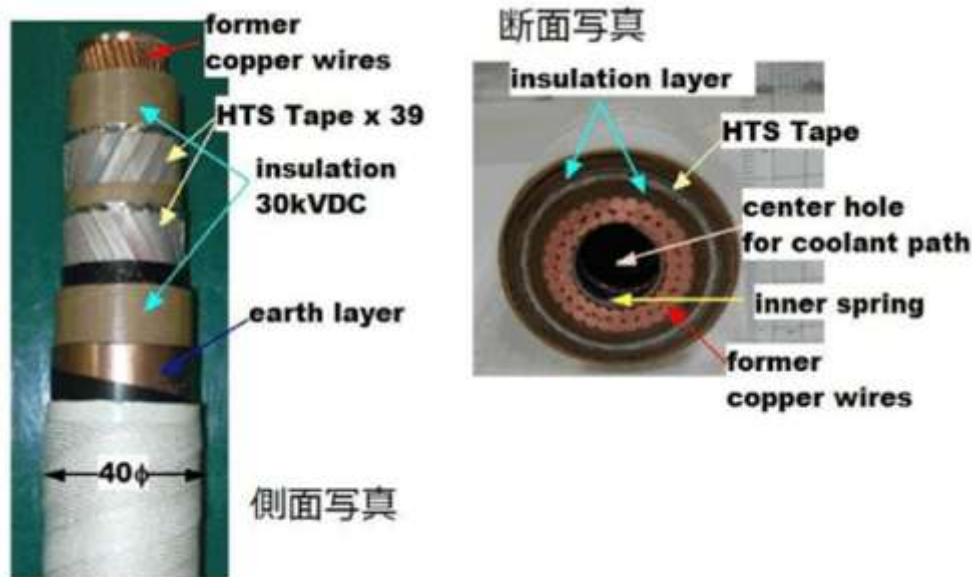 former
copper wires
HTS Tape x 39
insulation
30kVDC
earth layer
40ϕ
側面写真
断面写真
insulation layer
HTS Tape
center hole
for coolant path
inner spring
former
copper wires